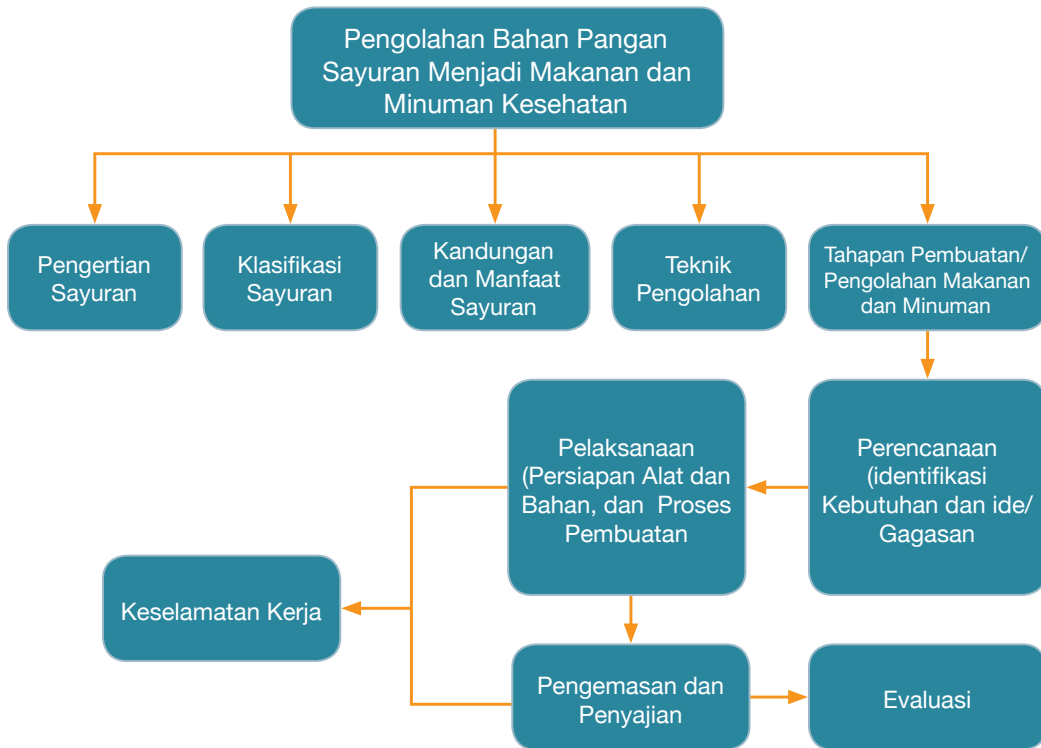 Pengolahan Bahan Pangan
Sayuran Menjadi Makanan dan
Minuman Kesehatan
Pengertian
Sayuran
Klasifikasi
Sayuran
Kandungan
dan Manfaat
Sayuran
Teknik
Pengolahan
Tahapan Pembuatan/
Pengolahan Makanan
dan Minuman
Perencanaan
(identifikasi
Kebutuhan dan ide/
Gagasan
Pelaksanaan
(Persiapan Alat dan
Bahan, dan Proses
Pembuatan
Keselamatan Kerja
Pengemasan dan
Penyajian
Evaluasi